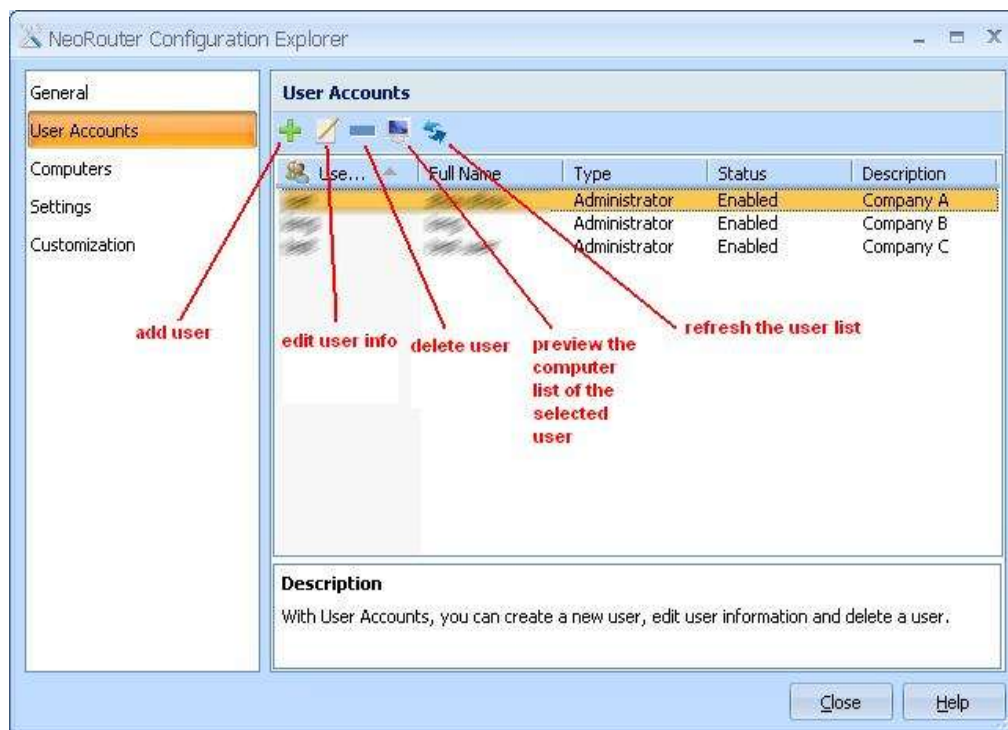 NeoRouter Configuration Explorer
General
User Accounts
Computers
Settings
Customization
User Accounts
Use... Full Name Type Status Description
Administrator Enabled Company A
Administrator Enabled Company B
Administrator Enabled Company C
add user
edit user info
delete user
preview the
computer
list of the
selected
user
refresh the user list
Description
With User Accounts, you can create a new user, edit user information and delete a user.
Close Help